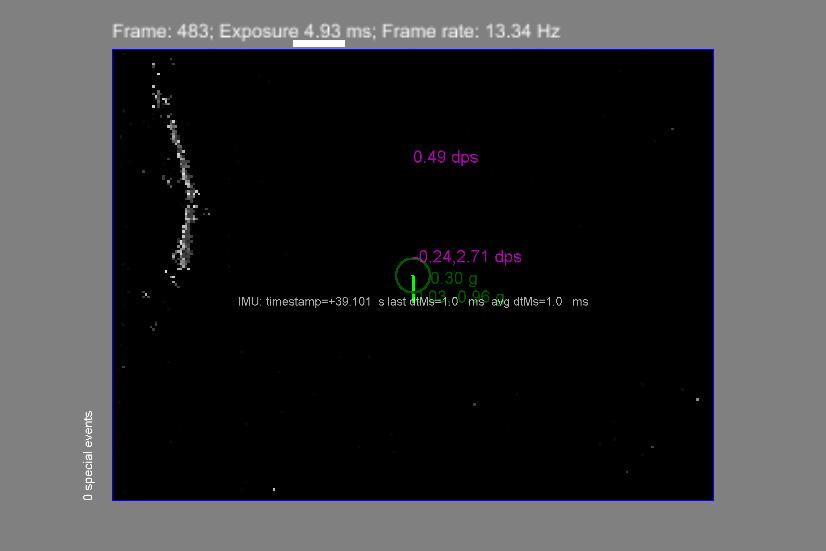 Frame: 483; Exposure 4.93 ms; Frame rate: 13.34 Hz
0.49 dps
-0.24,2.71 dps
0.30 g
0.96 g
IMU: timestamp=+39.101 s last dtMs=1.0 ms avg dtMs=1.0 ms
0 special events